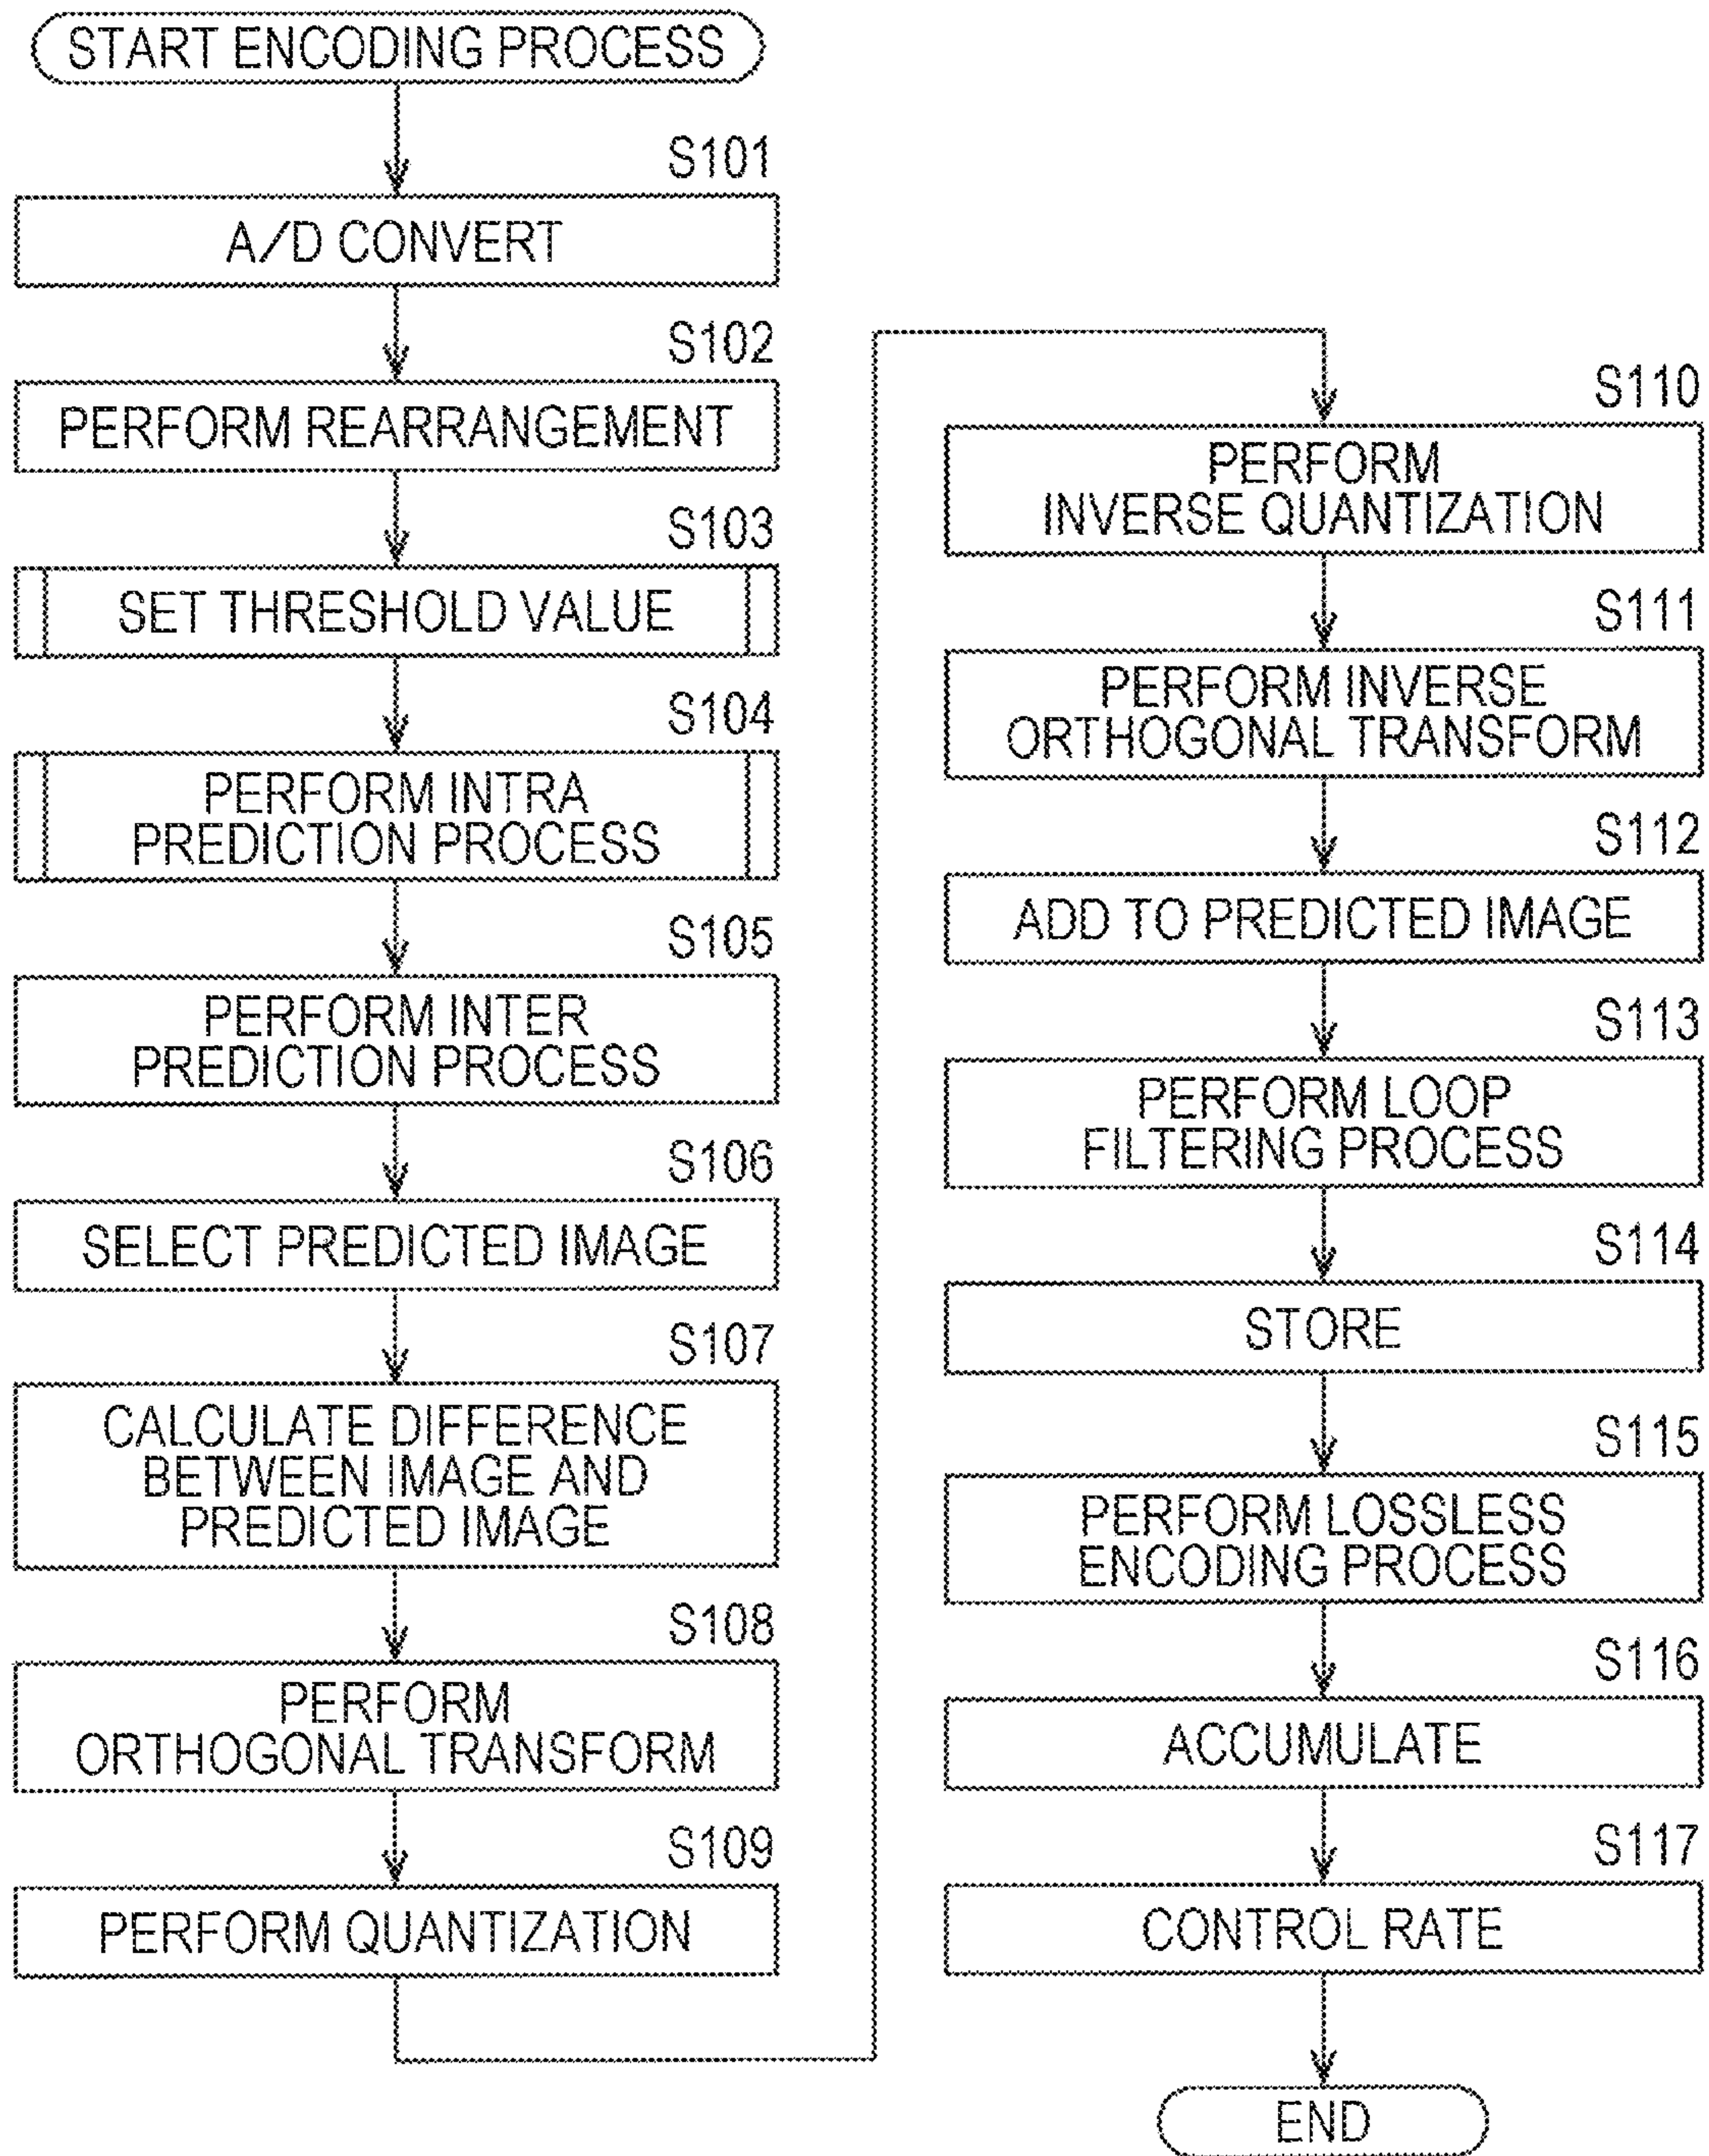 START ENCODING PROCESS
S101
A/D CONVERT
S102
PERFORM REARRANGEMENT
S103
SET THRESHOLD VALUE
S104
PERFORM INTRA
PREDICTION PROCESS
S105
PERFORM INTER
PREDICTION PROCESS
S106
SELECT PREDICTED IMAGE
S107
CALCULATE DIFFERENCE
BETWEEN IMAGE AND
PREDICTED IMAGE
S108
PERFORM
ORTHOGONAL TRANSFORM
S109
PERFORM QUANTIZATION
S110
PERFORM
INVERSE QUANTIZATION
S111
PERFORM INVERSE
ORTHOGONAL TRANSFORM
S112
ADD TO PREDICTED IMAGE
S113
PERFORM LOOP
FILTERING PROCESS
S114
STORE
S115
PERFORM LOSSLESS
ENCODING PROCESS
S116
ACCUMULATE
S117
CONTROL RATE
END